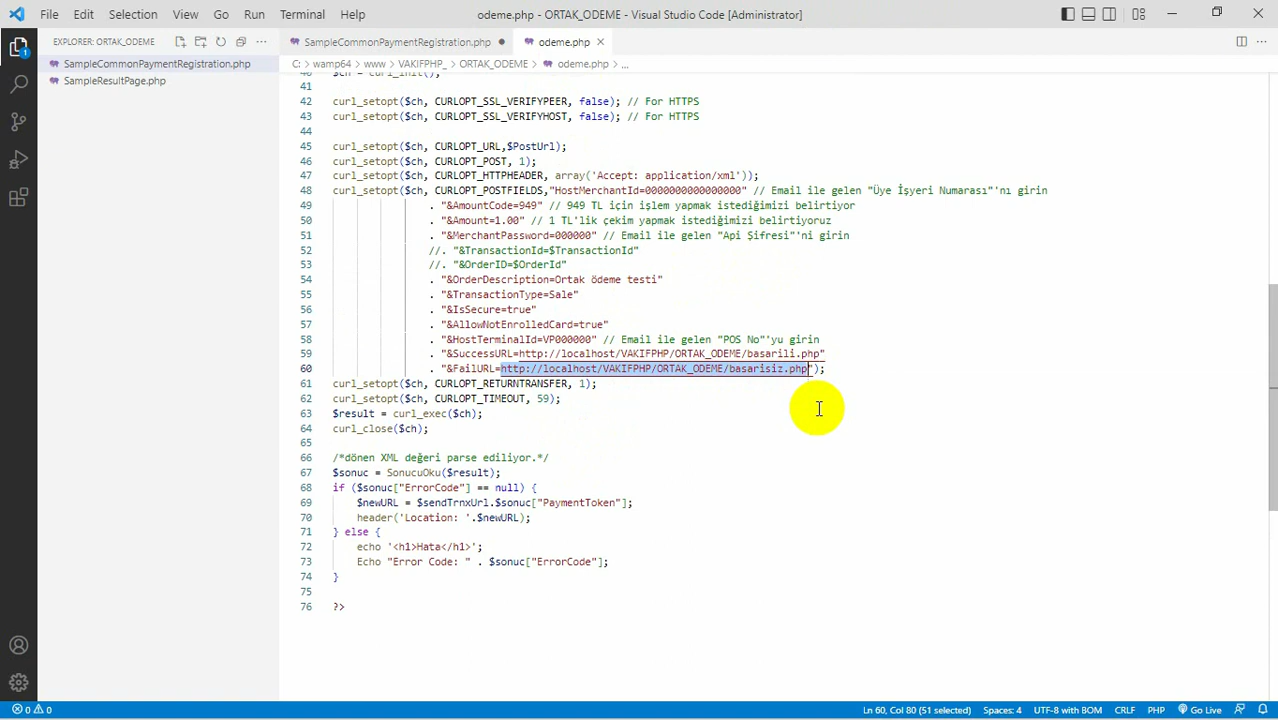 File Edit Selection View Go Run Terminal Help odeme.php - ORTAK_ODEME - Visual Studio Code [Administrator]
EXPLORER: ORTAK_ODEME
SampleCommonPaymentRegistration.php
SampleResultPage.php
1
SampleCommonPaymentRegistration.php odeme.php
C: > wamp64 > www > VAKIFPHP_ > ORTAK_ODEME > odeme.php > ...
40 $ch = curl_init();
41
42 curl_setopt($ch, CURLOPT_SSL_VERIFYPEER, false); // For HTTPS
43 curl_setopt($ch, CURLOPT_SSL_VERIFYHOST, false); // For HTTPS
44
45 curl_setopt($ch, CURLOPT_URL,$PostUrl);
46 curl_setopt($ch, CURLOPT_POST, 1);
47 curl_setopt($ch, CURLOPT_HTTPHEADER, array('Accept: application/xml'));
48 curl_setopt($ch, CURLOPT_POSTFIELDS,"HostMerchantId=0000000000000000" // Email ile gelen "Üye İşyeri Numarası"'nı girin
49 . "&AmountCode=949" // 949 TL için işlem yapmak istediğimizi belirtiyor
50 . "&Amount=1.00" // 1 TL'lik çekim yapmak istediğimizi belirtiyoruz
51 . "&MerchantPassword=000000" // Email ile gelen "Api Şifresi"'ni girin
52 //. "&TransactionId=$TransactionId"
53 //. "&OrderID=$OrderId"
54 . "&OrderDescription=Ortak ödeme testi"
55 . "&TransactionType=Sale"
56 . "&IsSecure=true"
57 . "&AllowNotEnrolledCard=true"
58 . "&HostTerminalId=VP000000" // Email ile gelen "POS No"'yu girin
59 . "&SuccessURL=http://localhost/VAKIFPHP/ORTAK_ODEME/basarili.php"
60 . "&FailURL=http://localhost/VAKIFPHP/ORTAK_ODEME/basarisiz.php");
61 curl_setopt($ch, CURLOPT_RETURNTRANSFER, 1);
62 curl_setopt($ch, CURLOPT_TIMEOUT, 59);
63 $result = curl_exec($ch);
64 curl_close($ch);
65
66 /*dönen XML değeri parse ediliyor.*/
67 $sonuc = SonucuOku($result);
68 if ($sonuc["ErrorCode"] == null) {
69 $newURL = $sendTrnxUrl.$sonuc["PaymentToken"];
70 header('Location: '.$newURL);
71 } else {
72 echo '<h1>Hata</h1>';
73 Echo "Error Code: " . $sonuc["ErrorCode"];
74 }
75
76 ?>
0 0 Ln 60, Col 80 (51 selected) Spaces: 4 UTF-8 with BOM CRLF PHP Go Live